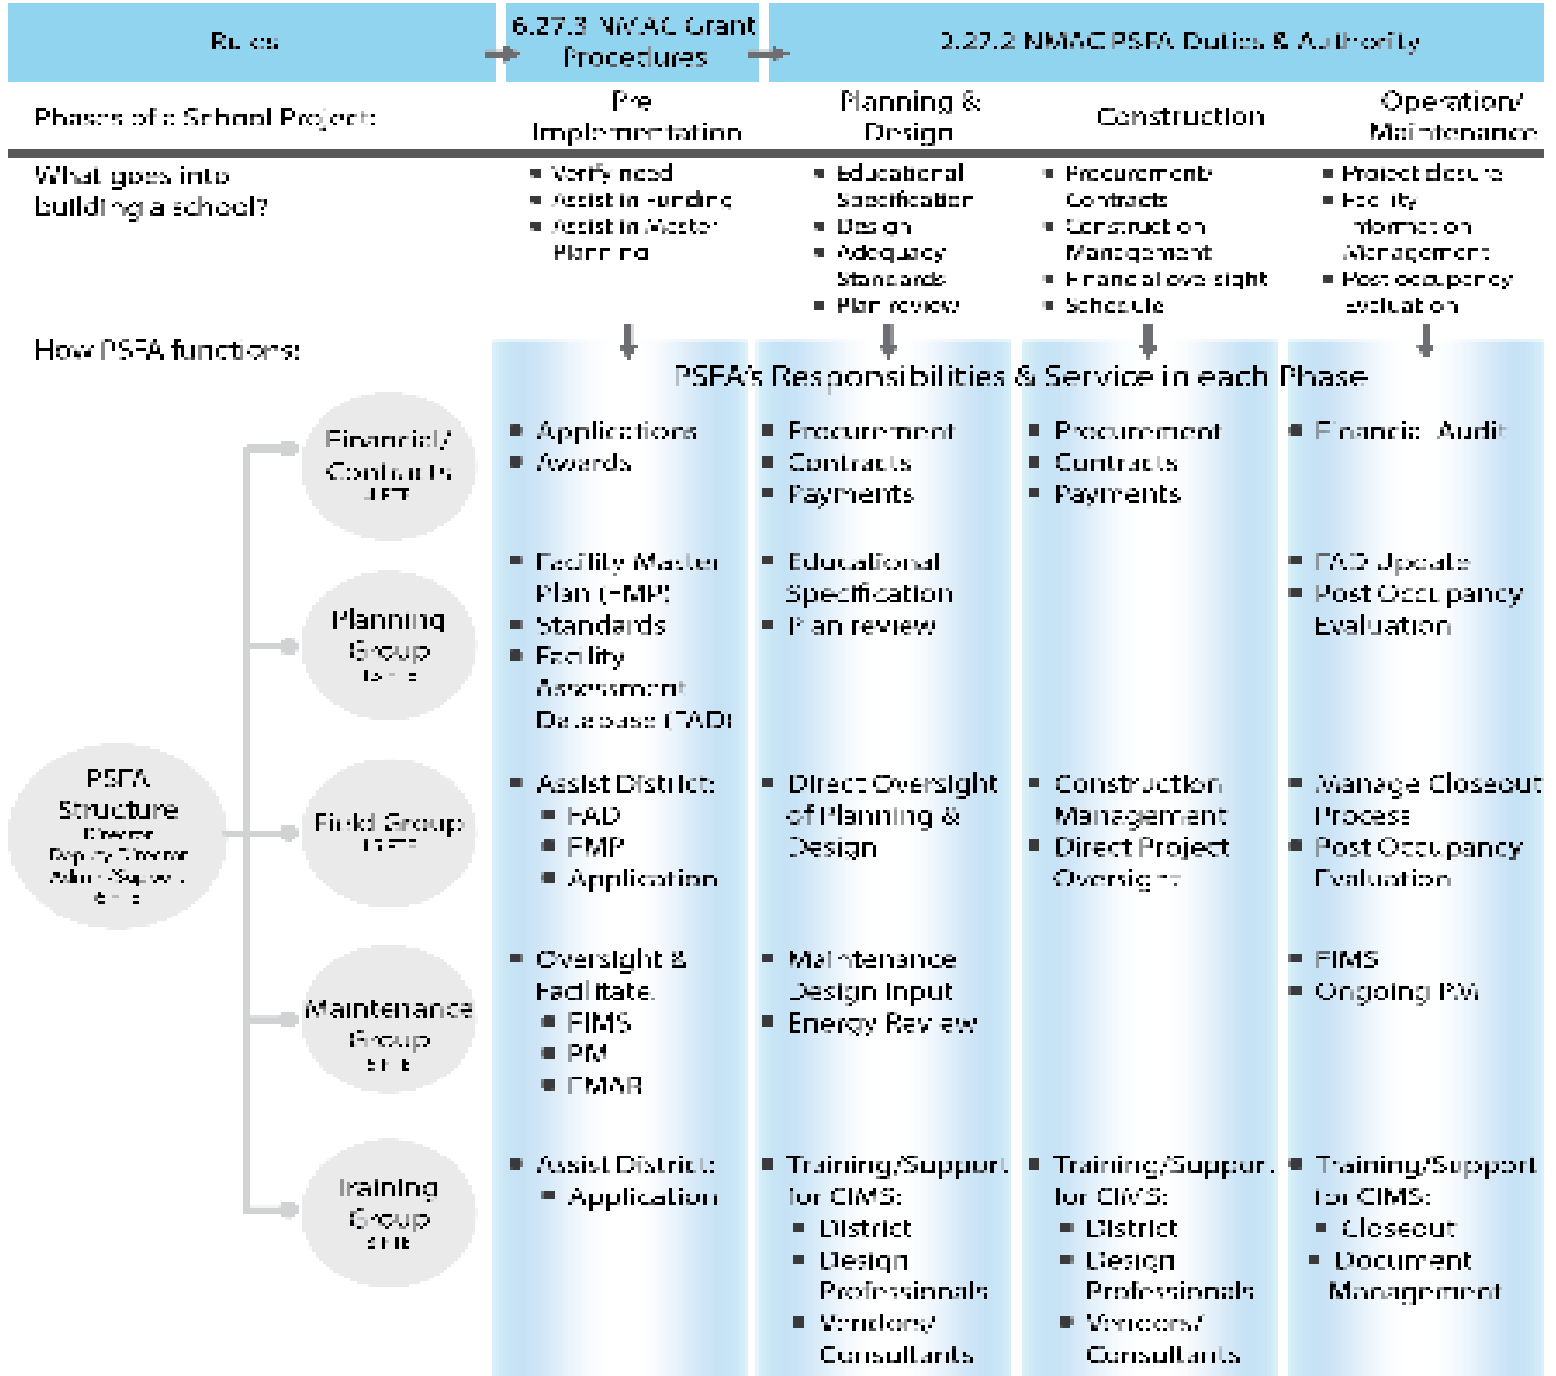 Rules
6.27.3 NMAC Grant
Procedures
NMAC PSFA Duties & Authority
Phases of a School Project:
Pre
Implementation
Planning &
Design
Construction
Operation/
Maintenance
What goes into
building a school?
▪ Verify need
▪ Assist in Funding
▪ Assist in Master
Planning
▪ Educational
Specification
▪ Design
▪ Adequacy
Standards
▪ Plan review
▪ Procurement/
Contracts
▪ Construction
Management
▪ Financial oversight
▪ Schedule
▪ Project closure
▪ Facility
Information
Management
▪ Post occupancy
Evaluation
How PSFA functions:
PSFA's Responsibilities & Service in each Phase
PSFA
Structure
Director
Deputy Director
Admin/Support
Financial/
Contracts
▪ Applications
▪ Awards
▪ Procurement
▪ Contracts
▪ Payments
▪ Procurement
▪ Contracts
▪ Payments
▪ Financial Audit
Planning
Group
▪ Facility Master
Plan (FMP)
▪ Standards
▪ Facility
Assessment
Database (FAD)
▪ Educational
Specification
▪ Plan review
▪ FAD Update
▪ Post Occupancy
Evaluation
Field Group
▪ Assist District:
▪ FAD
▪ FMP
▪ Application
▪ Direct Oversight
of Planning &
Design
▪ Construction
Management
▪ Direct Project
Oversight
▪ Manage Closeout
Process
▪ Post Occupancy
Evaluation
Maintenance
Group
▪ Oversight &
Facilitate:
▪ FIMS
▪ PM
▪ FMAR
▪ Maintenance
Design Input
▪ Energy Review
▪ FIMS
▪ Ongoing PM
Training
Group
▪ Assist District:
▪ Application
▪ Training/Support
for CIMS:
▪ District
▪ Design
Professionals
▪ Vendors/
Consultants
▪ Training/Support
for CIMS:
▪ District
▪ Design
Professionals
▪ Vendors/
Consultants
▪ Training/Support
for CIMS:
▪ Closeout
▪ Document
Management